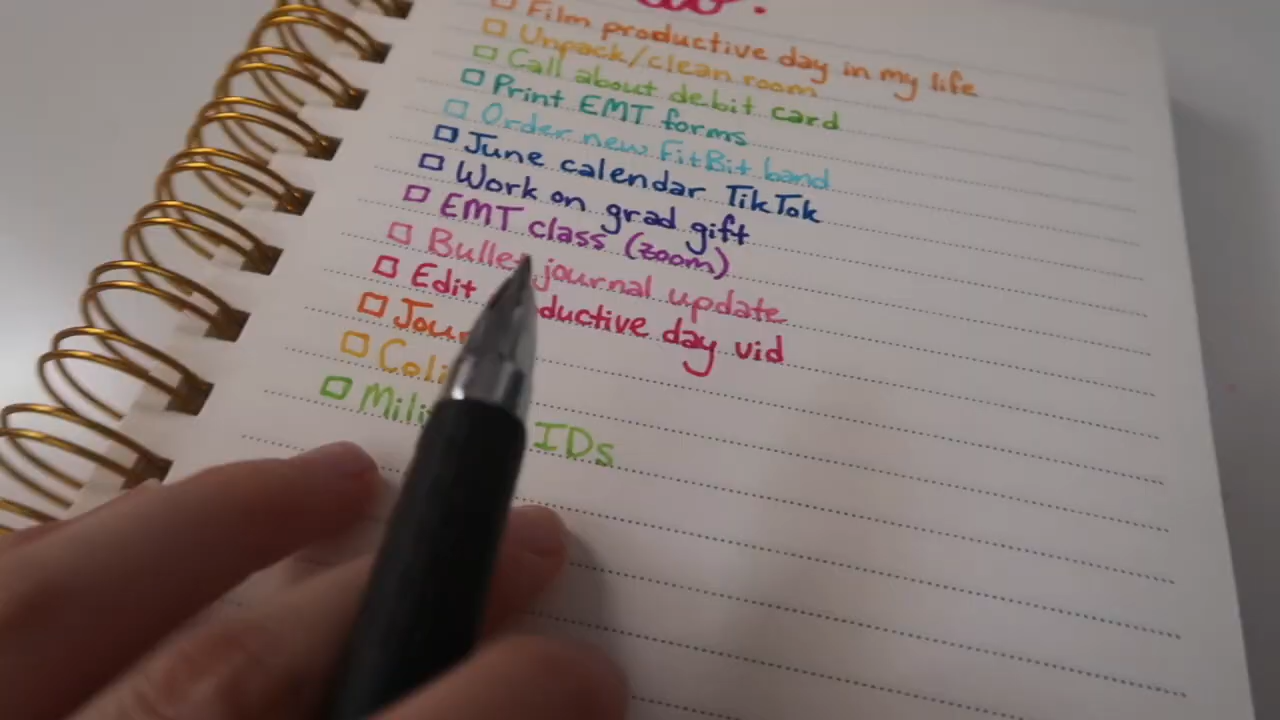 Film productive day in my life
Unpack/clean room
Call about debit card
Print EMT forms
Order new FitBit band
June calendar TikTok
Work on grad gift
EMT class (zoom)
Bullet journal update
Edit day vid
IDs